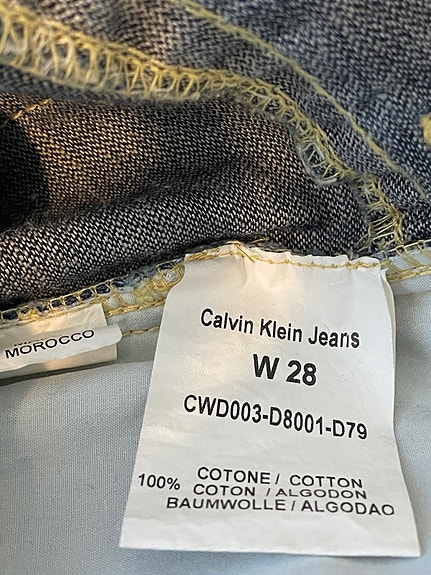 Calvin Klein Jeans
W 28
CWD003-D8001-D79
100% COTONE / COTTON
COTON / ALGODON
BAUMWOLLE / ALGODAO
MOROCCO